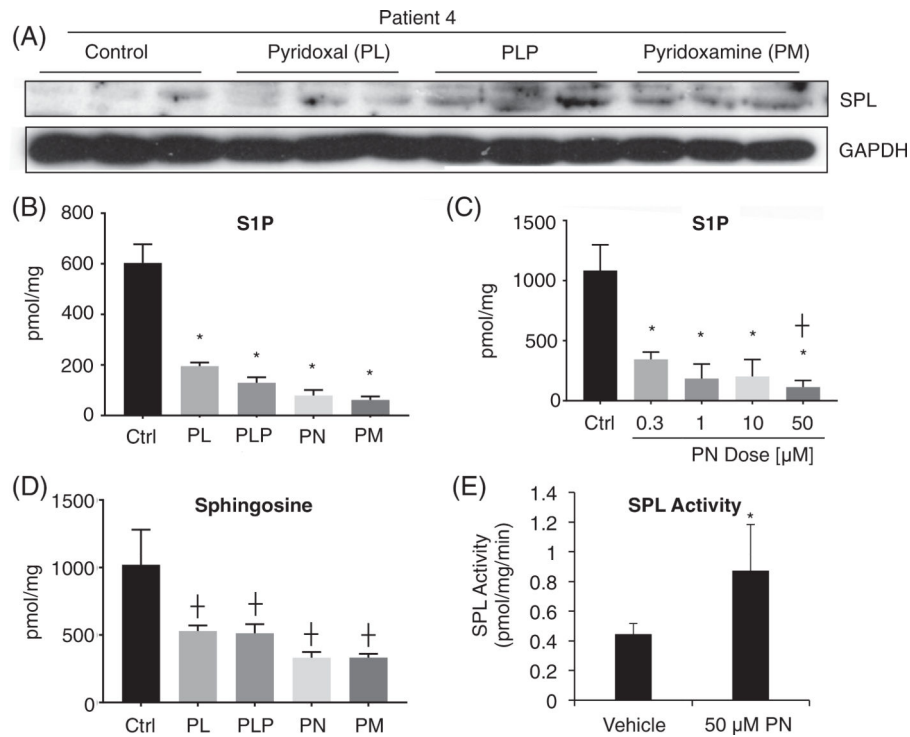 Patient 4
(A)
Control Pyridoxal (PL) PLP Pyridoxamine (PM)
SPL
GAPDH
(B)
S1P
pmol/mg
800
600
400
200
0
* * * *
Ctrl PL PLP PN PM
(C)
S1P
pmol/mg
1500
1000
500
0
* * * ┼ *
Ctrl 0.3 1 10 50
PN Dose [µM]
(D)
Sphingosine
pmol/mg
1500
1000
500
0
┼ ┼ ┼ ┼
Ctrl PL PLP PN PM
(E)
SPL Activity
SPL Activity
(pmol/mg/min)
1.4
1.2
1
0.8
0.6
0.4
0.2
0
*
Vehicle 50 µM PN